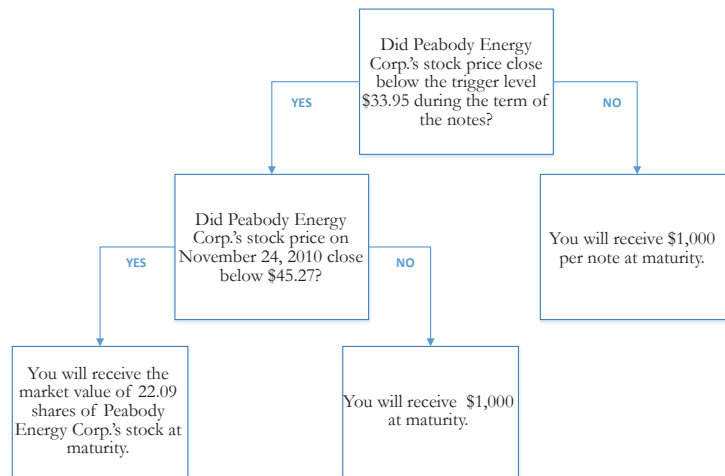 Did Peabody Energy
Corp.'s stock price close
below the trigger level
$33.95 during the term of
the notes?
YES
NO
Did Peabody Energy
Corp.'s stock price on
November 24, 2010 close
below $45.27?
You will receive $1,000
per note at maturity.
YES
NO
You will receive the
market value of 22.09
shares of Peabody
Energy Corp.'s stock at
maturity.
You will receive $1,000
at maturity.